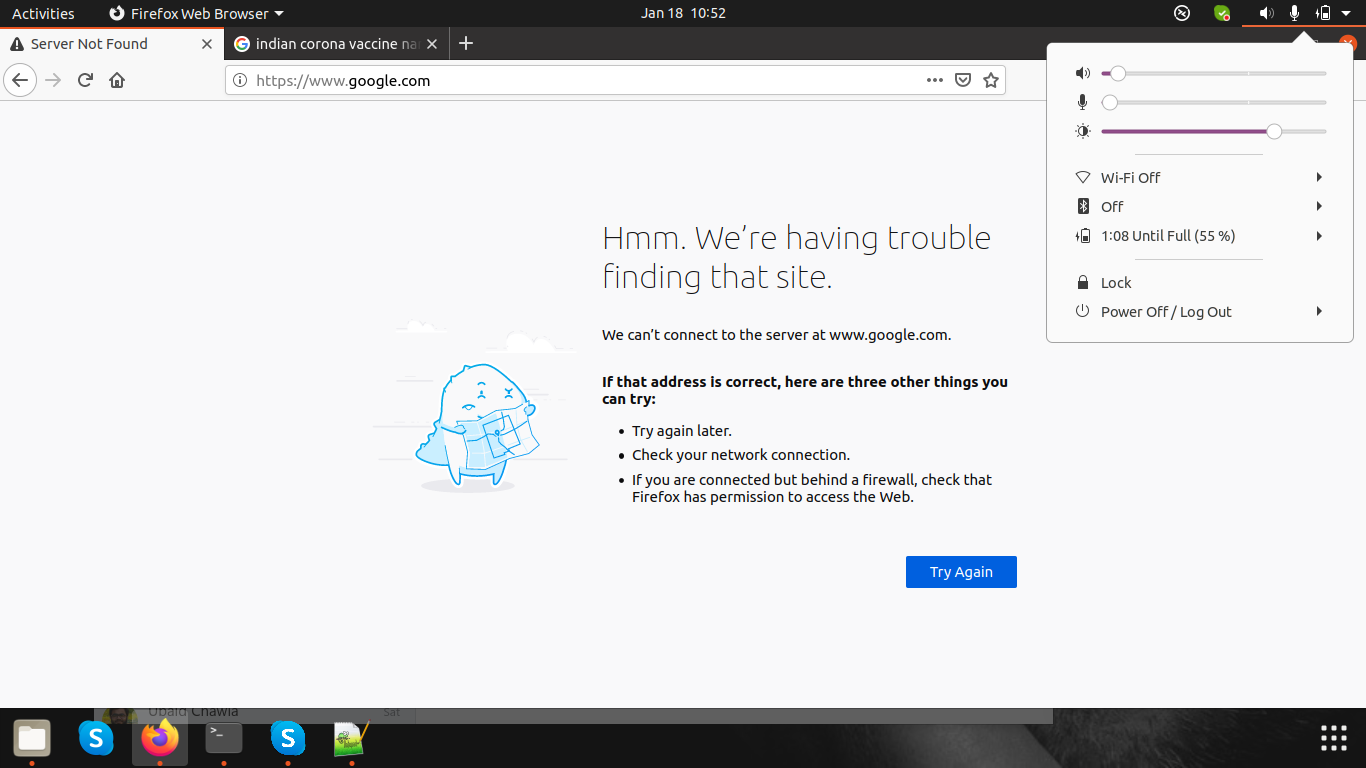 Activities
Firefox Web Browser
Jan 18 10:52
Server Not Found
indian corona vaccine na
https://www.google.com
Wi-Fi Off
Off
1:08 Until Full (55 %)
Lock
Power Off / Log Out
Hmm. We’re having trouble
finding that site.
We can’t connect to the server at www.google.com.
If that address is correct, here are three other things you
can try:
Try again later.
Check your network connection.
If you are connected but behind a firewall, check that
Firefox has permission to access the Web.
Try Again
Ubaid Chawla
Sat